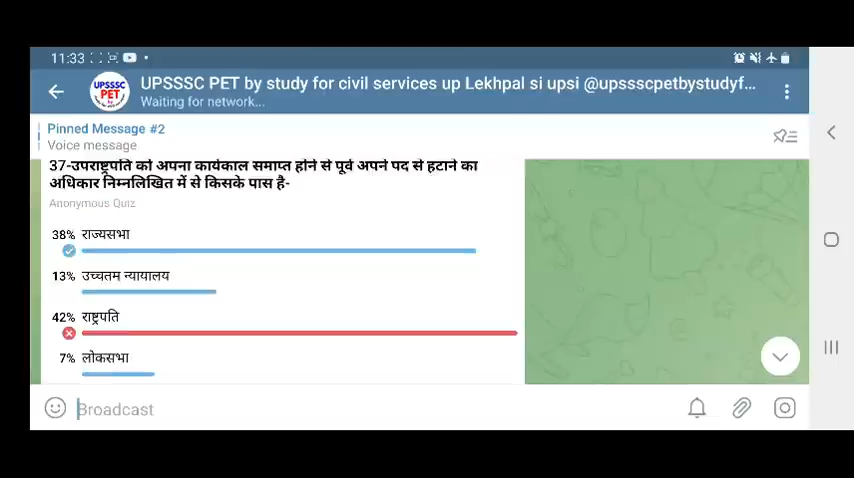 11:33
UPSSSC PET by study for civil services up Lekhpal si upsi @upssscpetbystudyf...
Waiting for network...
UPSSSC
PET
Pinned Message #2
Voice message
37-उपराष्ट्रपति को अपना कार्यकाल समाप्त होने से पूर्व अपने पद से हटाने का
अधिकार निम्नलिखित में से किसके पास है-
Anonymous Quiz
38% राज्यसभा
13% उच्चतम न्यायालय
42% राष्ट्रपति
7% लोकसभा
Broadcast